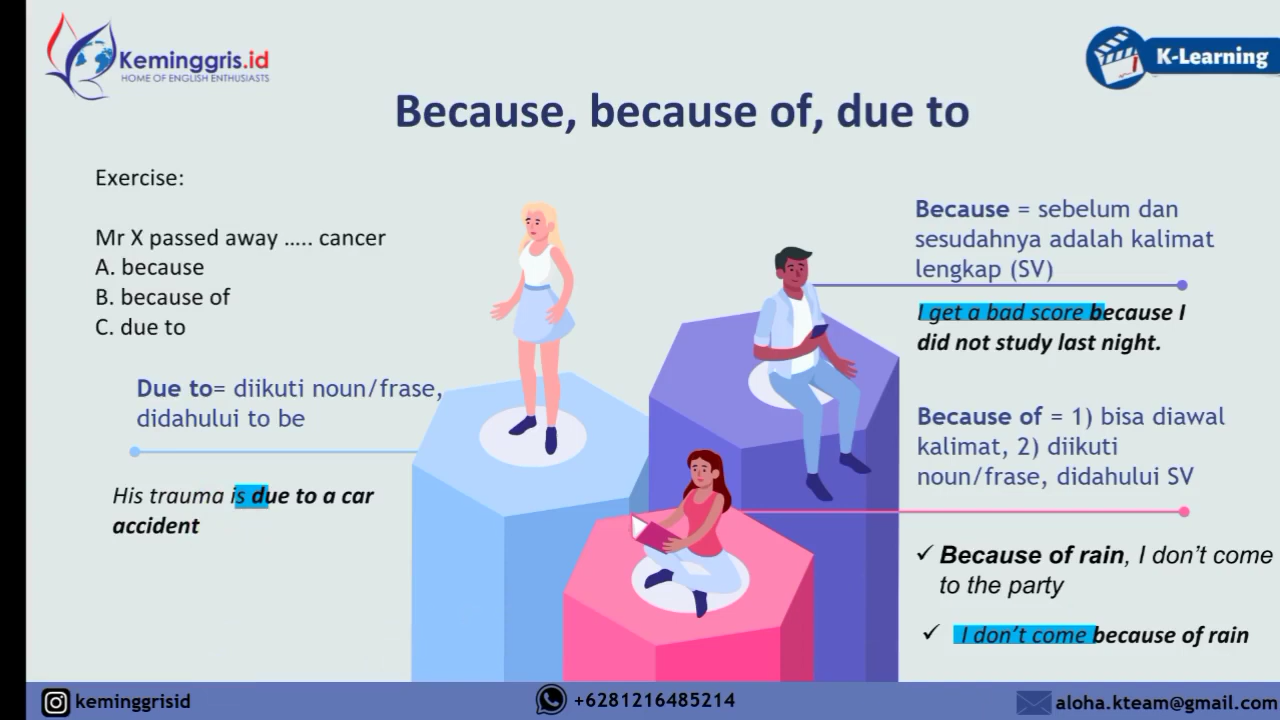 Keminggris.id
HOME OF ENGLISH ENTHUSIASTS
K-Learning
Because, because of, due to
Exercise:
Mr X passed away ..... cancer
A. because
B. because of
C. due to
Due to= diikuti noun/frase,
didahului to be
His trauma is due to a car
accident
Because = sebelum dan
sesudahnya adalah kalimat
lengkap (SV)
I get a bad score because I
did not study last night.
Because of = 1) bisa diawal
kalimat, 2) diikuti
noun/frase, didahului SV
✓ Because of rain, I don't come
to the party
✓ I don't come because of rain
keminggrisid
+6281216485214
aloha.kteam@gmail.com